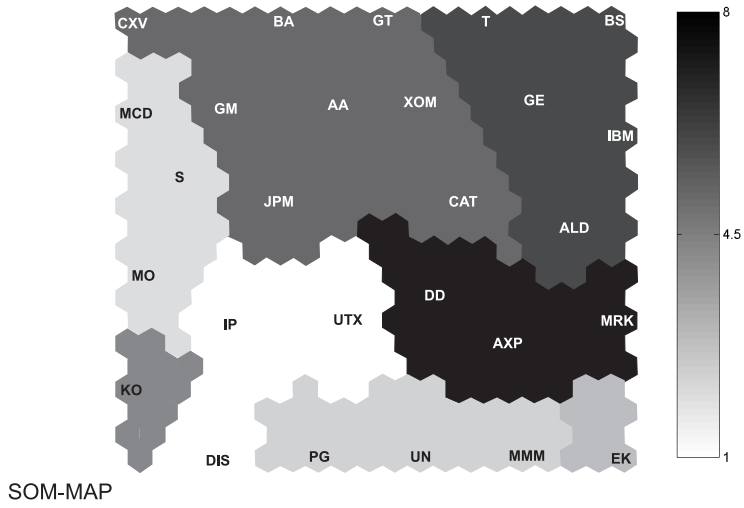 CXV BA GT T BS 8
MCD GM AA XOM GE
IBM
S
JPM CAT
ALD 4.5
MO
DD
IP UTX MRK
AXP
KO
DIS PG UN MMM EK 1
SOM-MAP